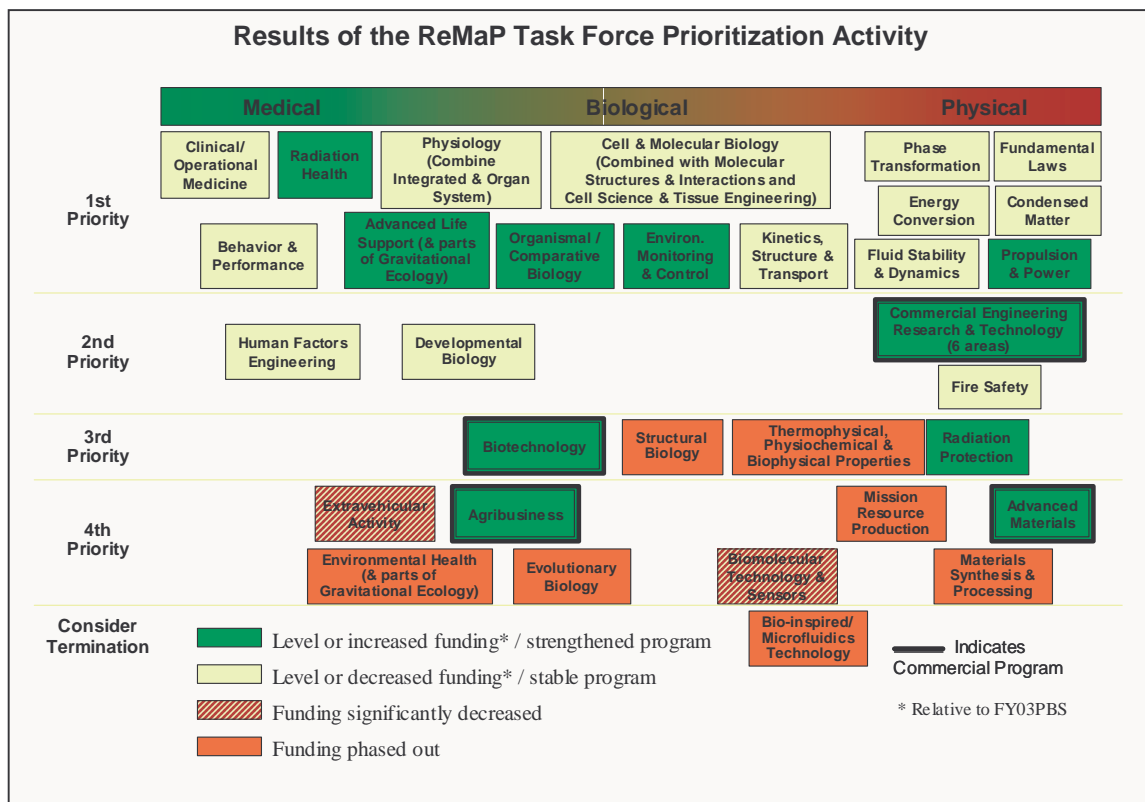 Results of the ReMaP Task Force Prioritization Activity
Medical
Biological
Physical
1st
Priority
Clinical/
Operational
Medicine
Radiation
Health
Physiology
(Combine
Integrated & Organ
System)
Cell & Molecular Biology
(Combined with Molecular
Structures & Interactions and
Cell Science & Tissue Engineering)
Phase
Transformation
Fundamental
Laws
Energy
Conversion
Condensed
Matter
Behavior &
Performance
Advanced Life
Support (& parts
of Gravitational
Ecology)
Organismal /
Comparative
Biology
Environ.
Monitoring
& Control
Kinetics,
Structure &
Transport
Fluid Stability
& Dynamics
Propulsion
& Power
2nd
Priority
Human Factors
Engineering
Developmental
Biology
Commercial Engineering
Research & Technology
(6 areas)
Fire Safety
3rd
Priority
Biotechnology
Structural
Biology
Thermophysical,
Physiochemical &
Biophysical Properties
Radiation
Protection
4th
Priority
Extravehicular
Activity
Agribusiness
Mission
Resource
Production
Advanced
Materials
Environmental Health
(& parts of
Gravitational Ecology)
Evolutionary
Biology
Biomolecular
Technology &
Sensors
Materials
Synthesis &
Processing
Consider
Termination
Bio-inspired/
Microfluidics
Technology
Level or increased funding* / strengthened program
Level or decreased funding* / stable program
Funding significantly decreased
Funding phased out
Indicates
Commercial Program
* Relative to FY03PBS